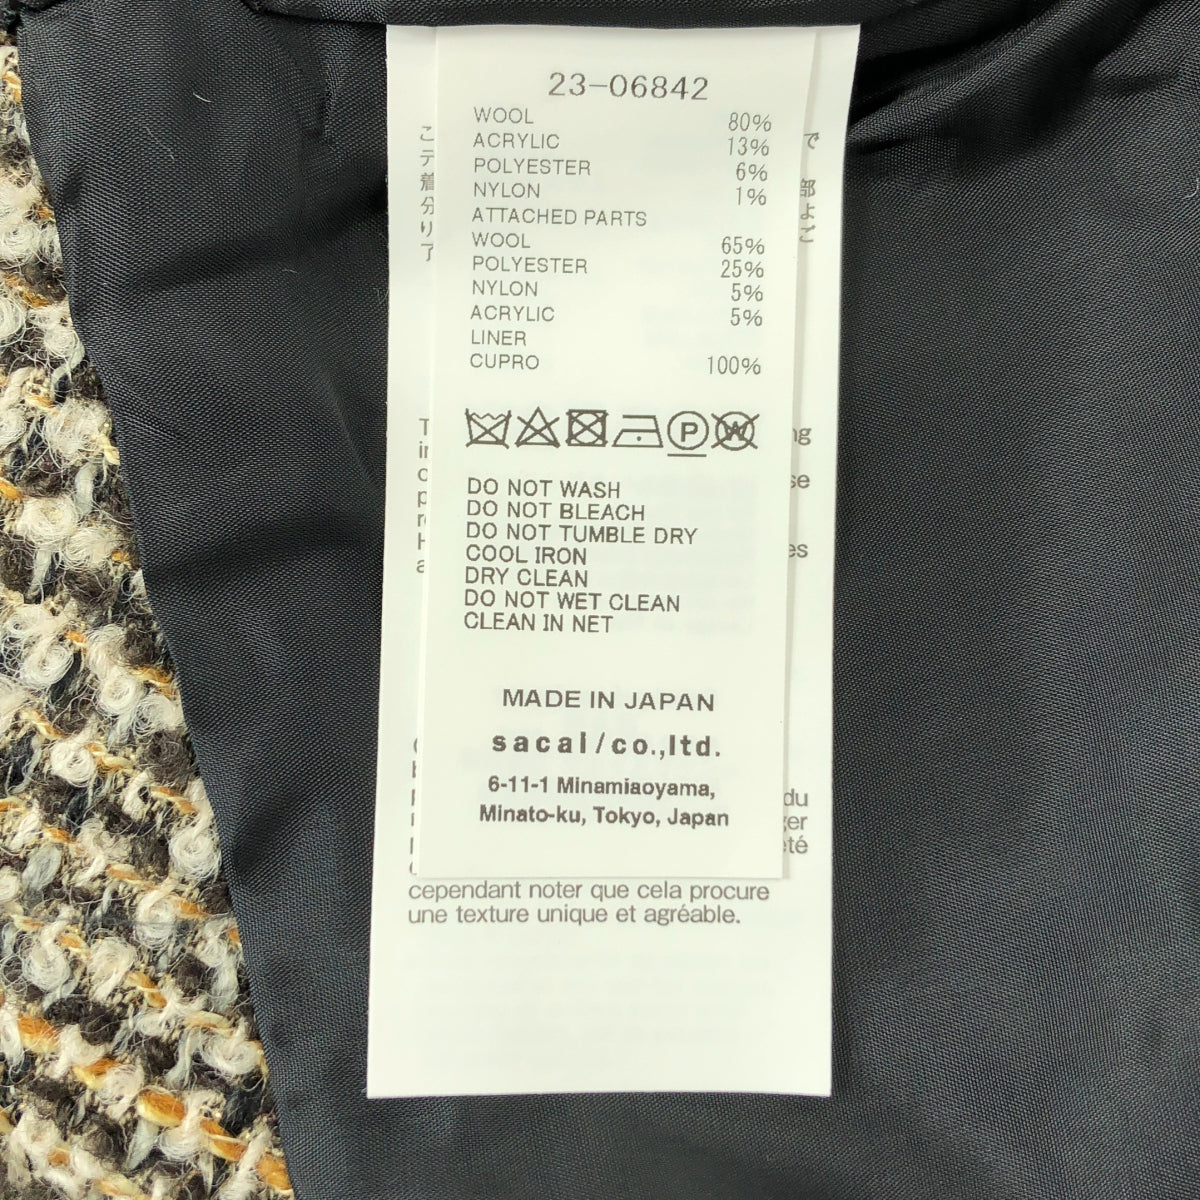 23-06842
WOOL 80%
ACRYLIC 13%
POLYESTER 6%
NYLON 1%
ATTACHED PARTS
WOOL 65%
POLYESTER 25%
NYLON 5%
ACRYLIC 5%
LINER
CUPRO 100%
P W
DO NOT WASH
DO NOT BLEACH
DO NOT TUMBLE DRY
COOL IRON
DRY CLEAN
DO NOT WET CLEAN
CLEAN IN NET
MADE IN JAPAN
sacai/co.,ltd.
6-11-1 Minamiaoyama,
Minato-ku, Tokyo, Japan
cependant noter que cela procure
une texture unique et agréable.